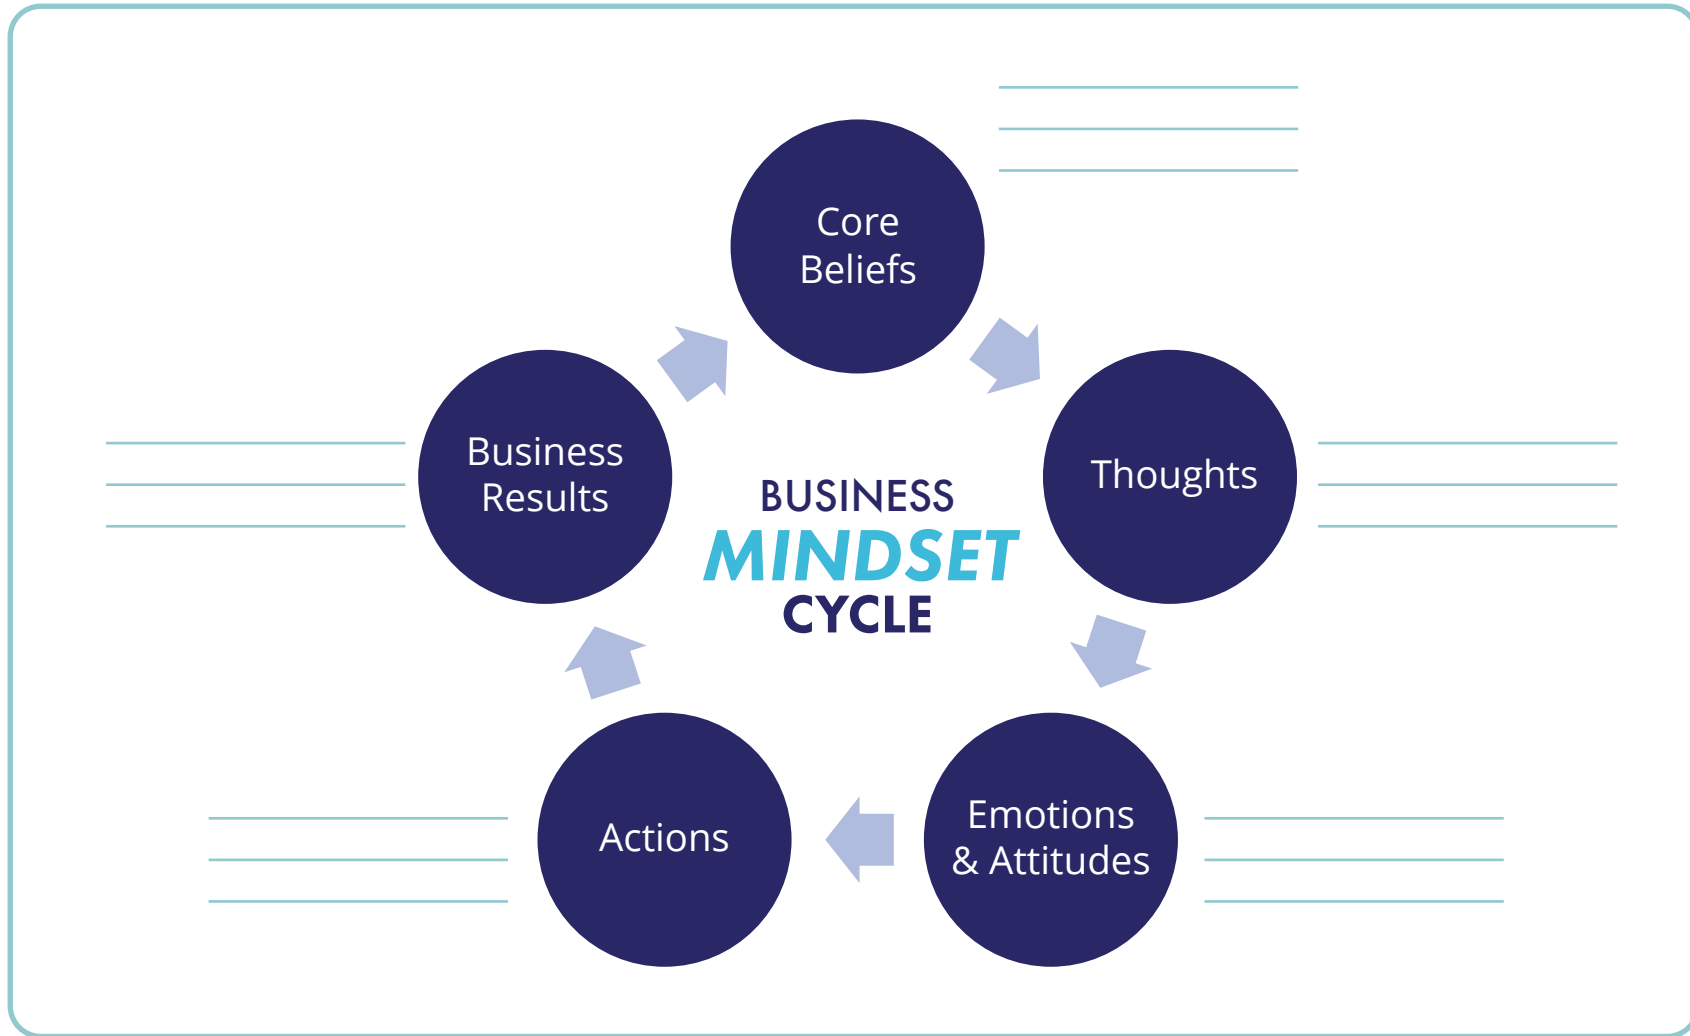 Core
Beliefs
Thoughts
Emotions
& Attitudes
Actions
Business
Results
BUSINESS
MINDSET
CYCLE